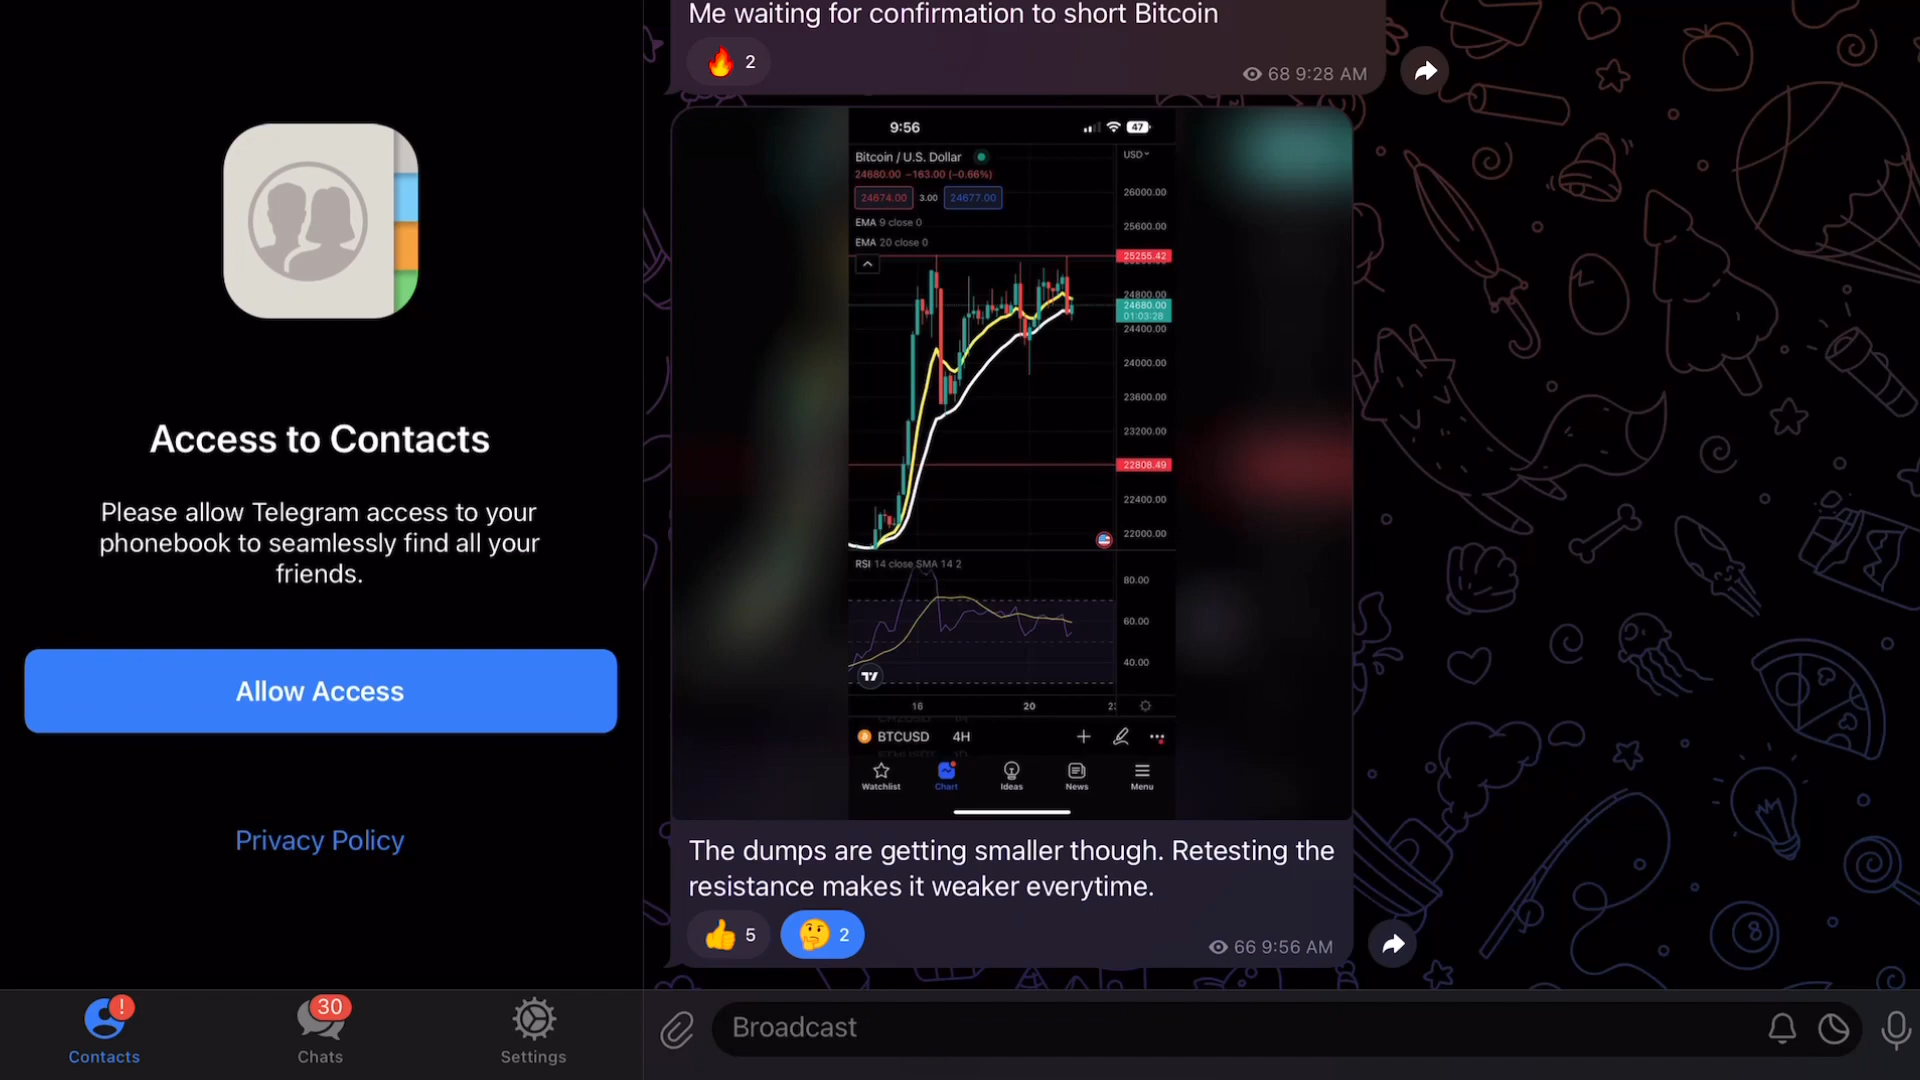 Access to Contacts
Please allow Telegram access to your
phonebook to seamlessly find all your
friends.
Allow Access
Privacy Policy
!
Contacts
30
Chats
Settings
Me waiting for confirmation to short Bitcoin
2
68 9:28 AM
9:56
47
Bitcoin / U.S. Dollar
USD
24680.00 −163.00 (−0.66%)
24674.00 3.00 24677.00
EMA 9 close 0
EMA 20 close 0
26000.00
25600.00
25255.42
24800.00
24680.00
01:03:28
24400.00
24000.00
23600.00
23200.00
22808.49
22400.00
22000.00
RSI 14 close SMA 14 2
80.00
60.00
40.00
16 20
BTCUSD 4H
Watchlist Chart Ideas News Menu
The dumps are getting smaller though. Retesting the
resistance makes it weaker everytime.
5
2
66 9:56 AM
Broadcast